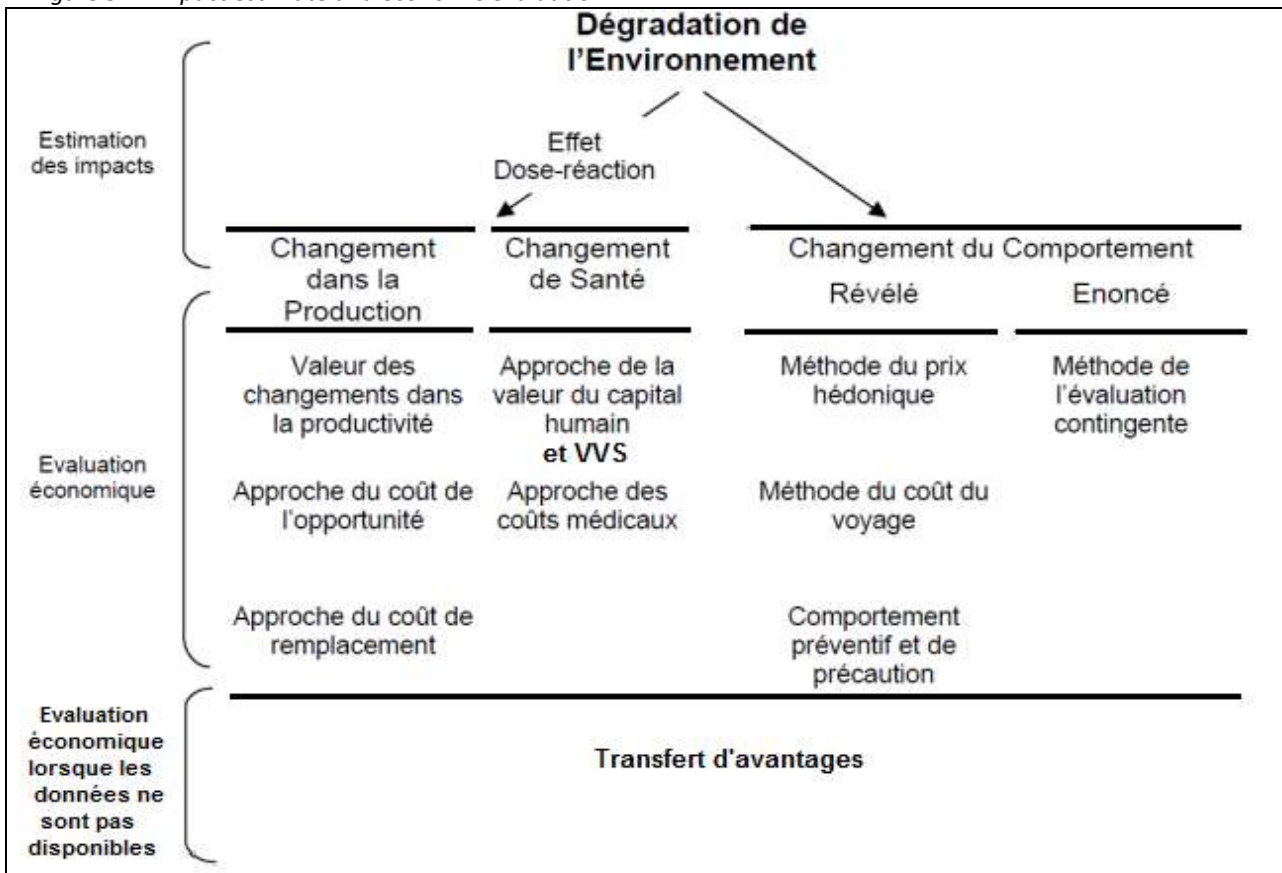 Dégradation de
l'Environnement
Estimation
des impacts
Effet
Dose-réaction
Changement
dans la
Production
Changement
de Santé
Changement du Comportement
Révélé
Enoncé
Evaluation
économique
Valeur des
changements dans
la productivité
Approche du coût de
l'opportunité
Approche du coût de
remplacement
Approche de la
valeur du capital
humain
et VVS
Approche des
coûts médicaux
Méthode du prix
hédonique
Méthode du coût du
voyage
Comportement
préventif et de
précaution
Méthode de
l'évaluation
contingente
Evaluation
économique
lorsque les
données ne
sont pas
disponibles
Transfert d'avantages